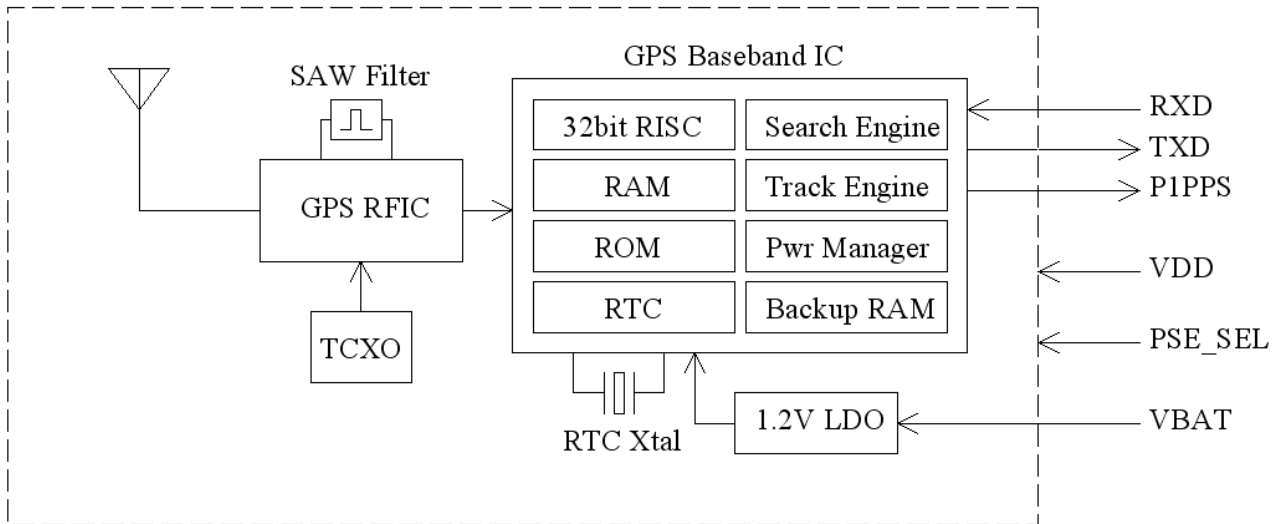 GPS Baseband IC
SAW Filter
32bit RISC
Search Engine
RXD
TXD
RAM
Track Engine
P1PPS
GPS RFIC
ROM
Pwr Manager
VDD
RTC
Backup RAM
TCXO
PSE_SEL
1.2V LDO
VBAT
RTC Xtal